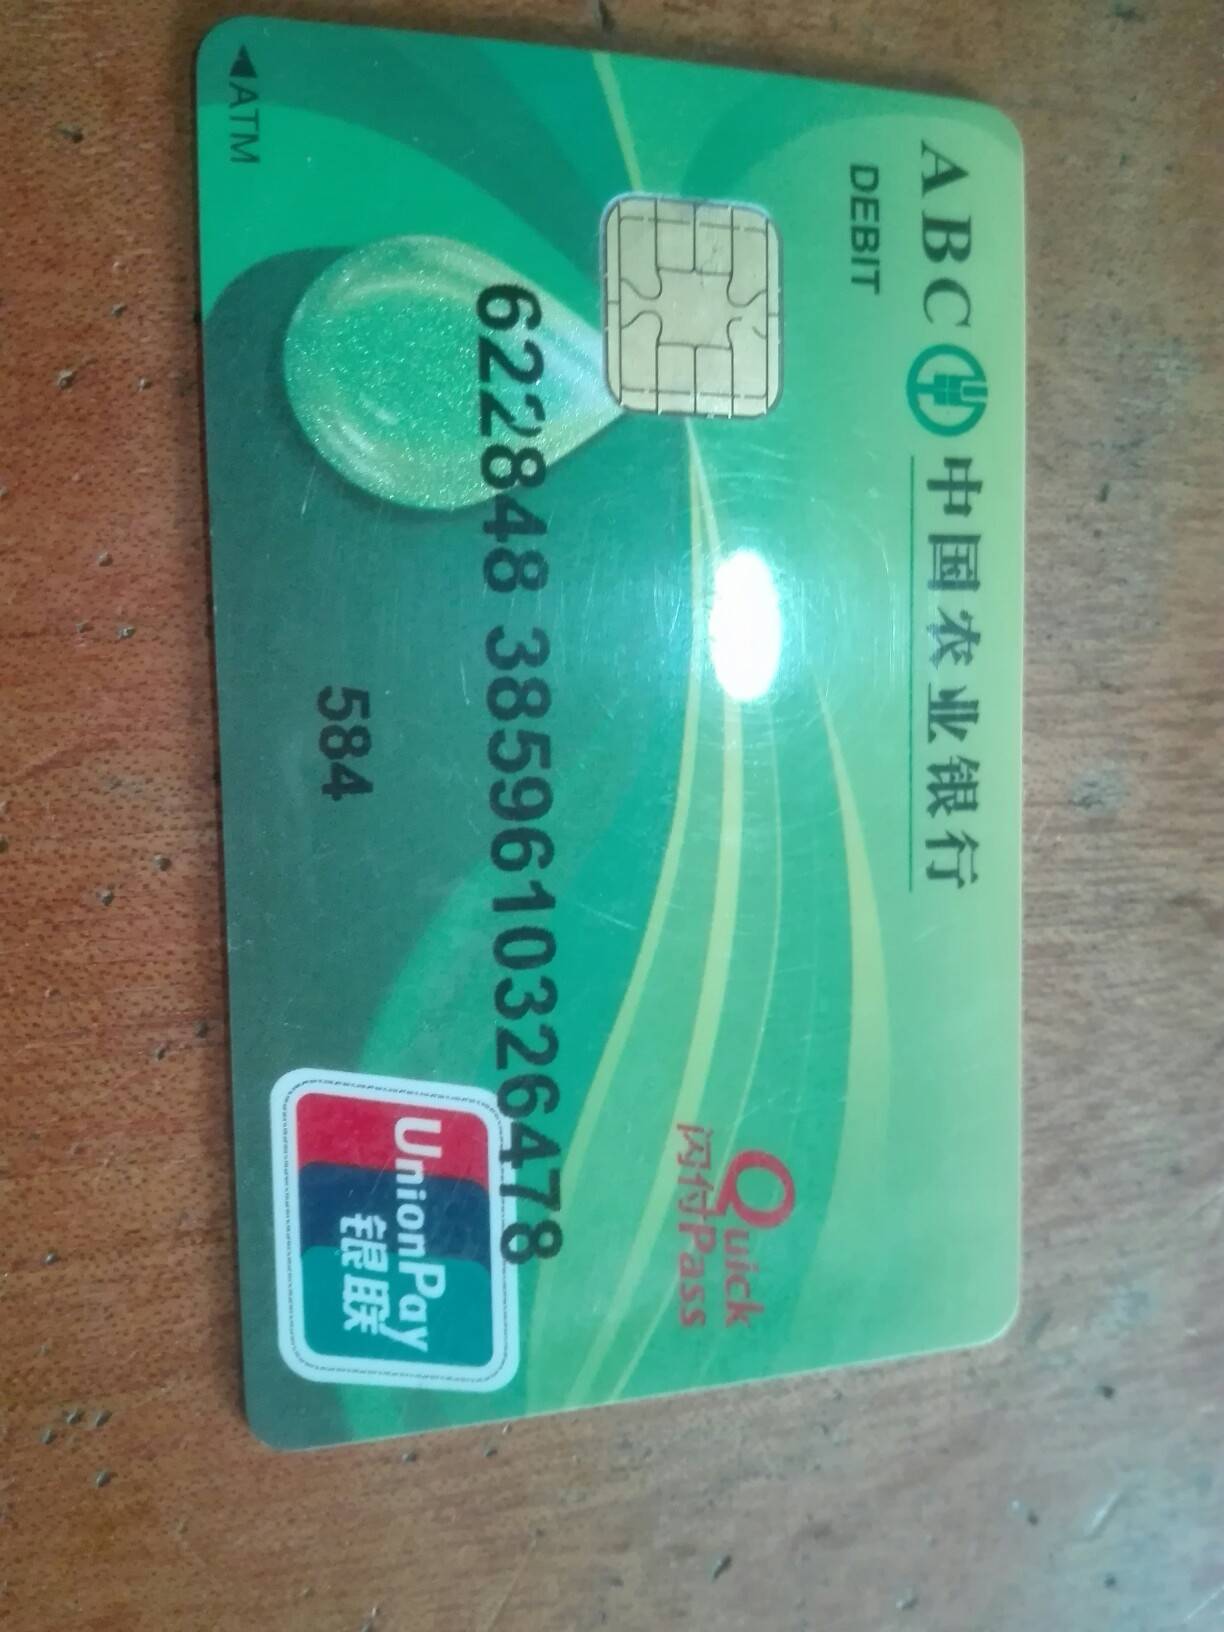 ABC 中国农业银行
DEBIT
Quick
闪付Pass
622848 3859610326478
584
ATM
UnionPay
银联